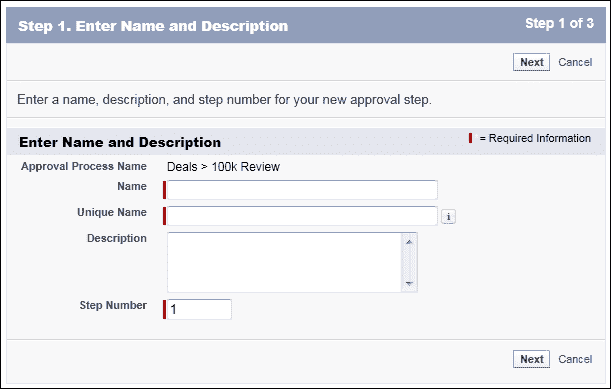 Step 1. Enter Name and Description Step 1 of 3
Next Cancel
Enter a name, description, and step number for your new approval step.
Enter Name and Description = Required Information
Approval Process Name Deals > 100k Review
Name
Unique Name i
Description
Step Number 1
Next Cancel